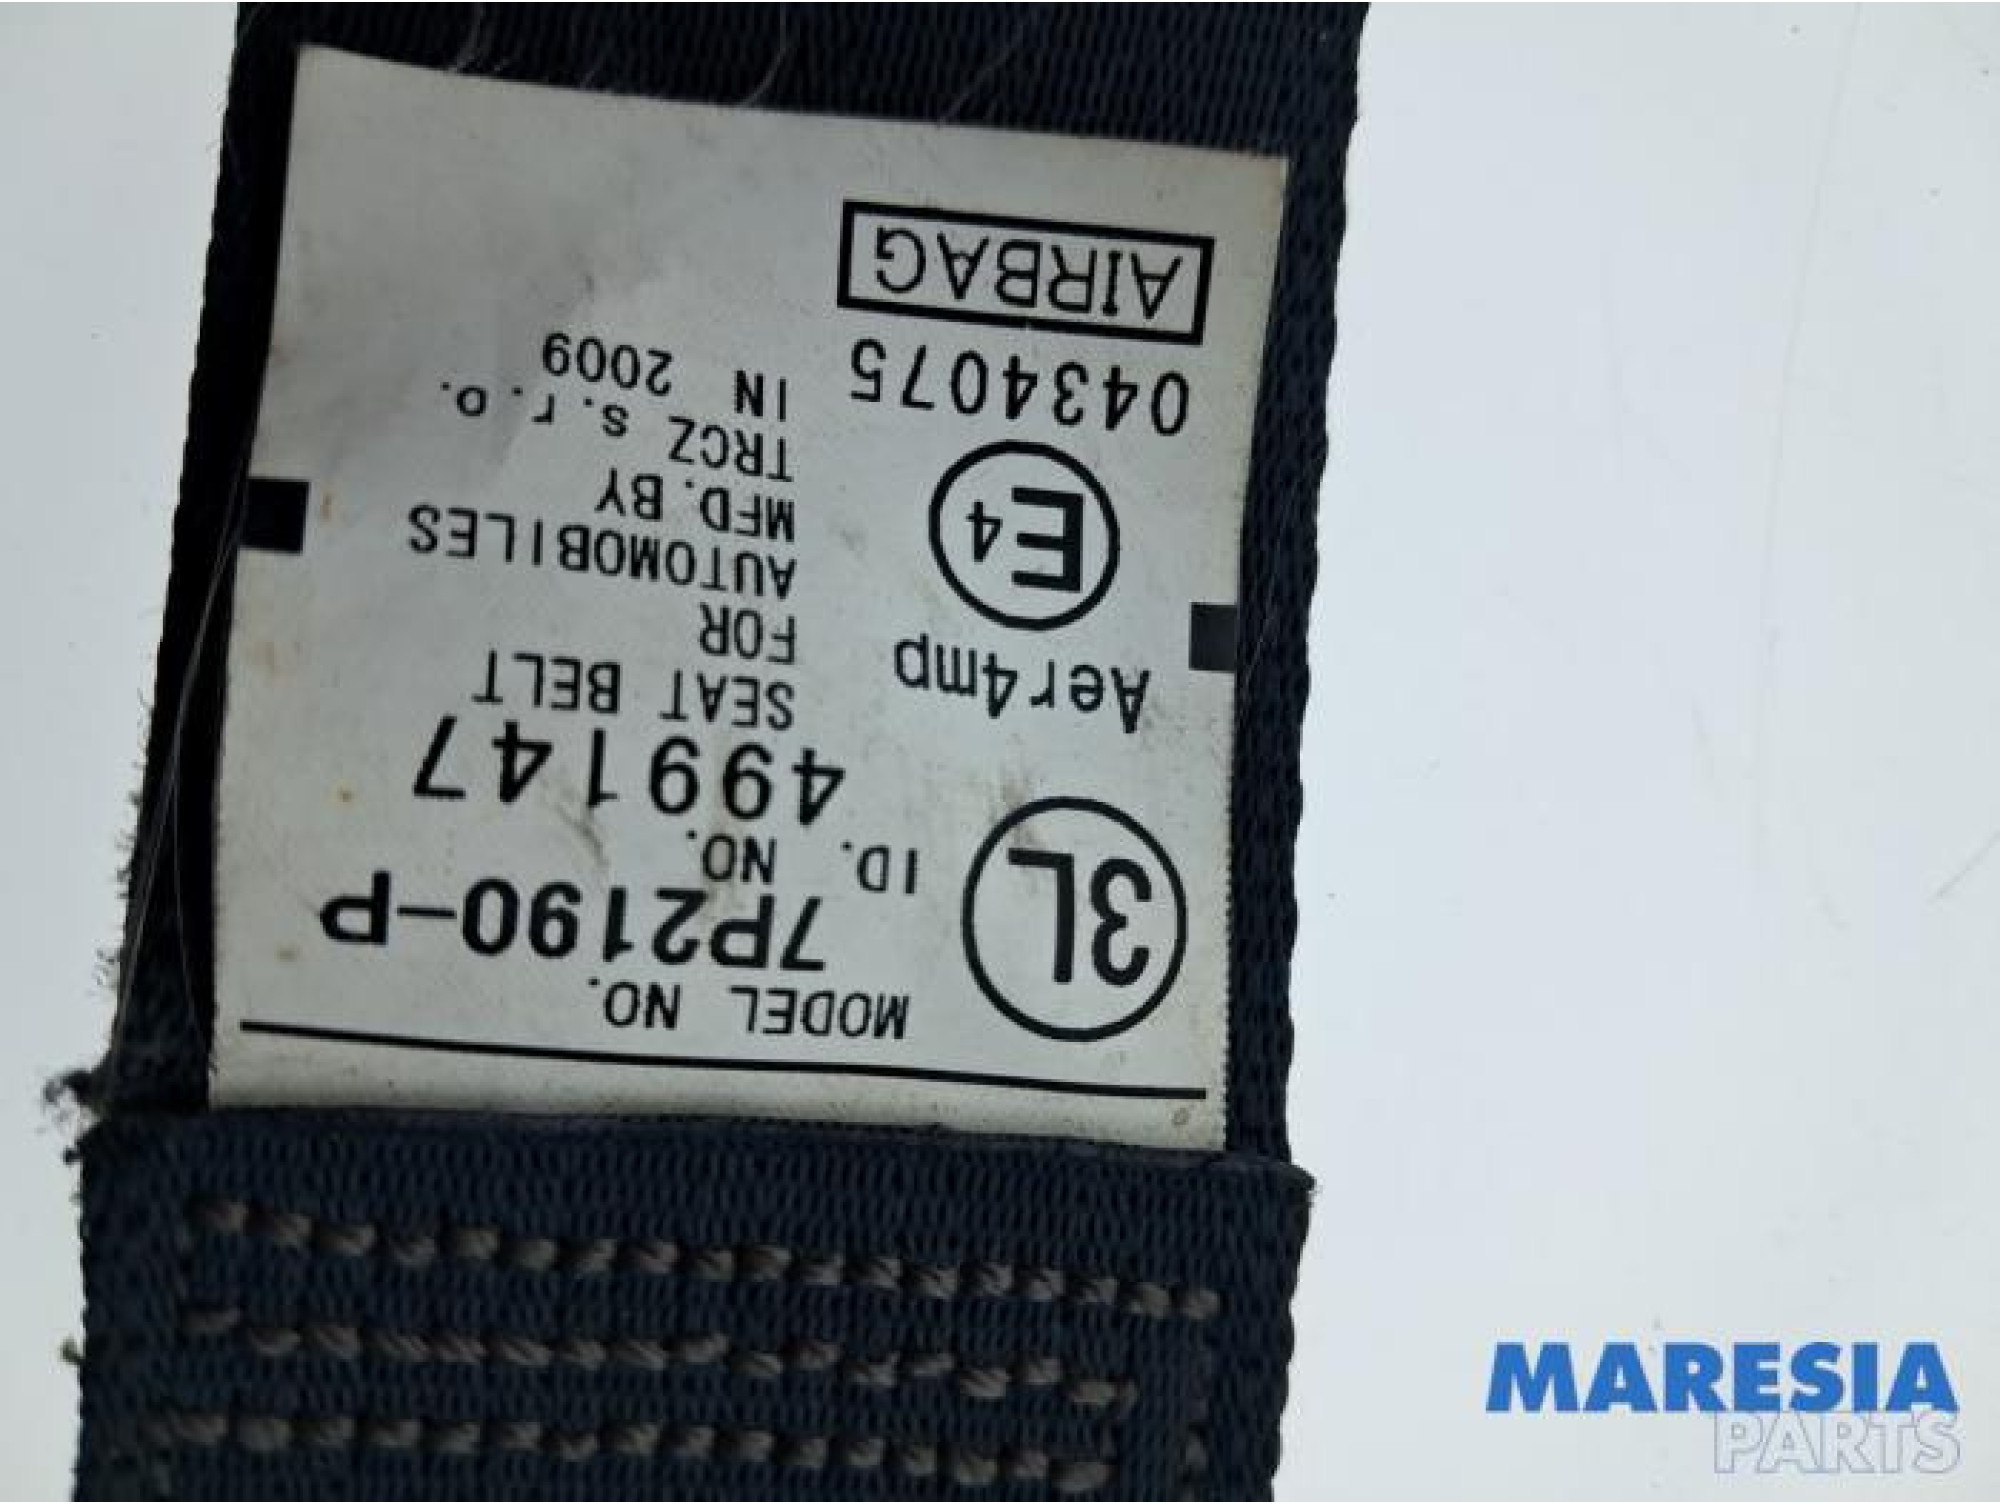 MODEL NO.
7P2190-P
3L
ID. NO.
499147
SEAT BELT
FOR
AUTOMOBILES
MFD. BY
TRCZ s.r.o.
IN 2009
Aer4mp
E4
0434075
AIRBAG
MARESIA
PARTS